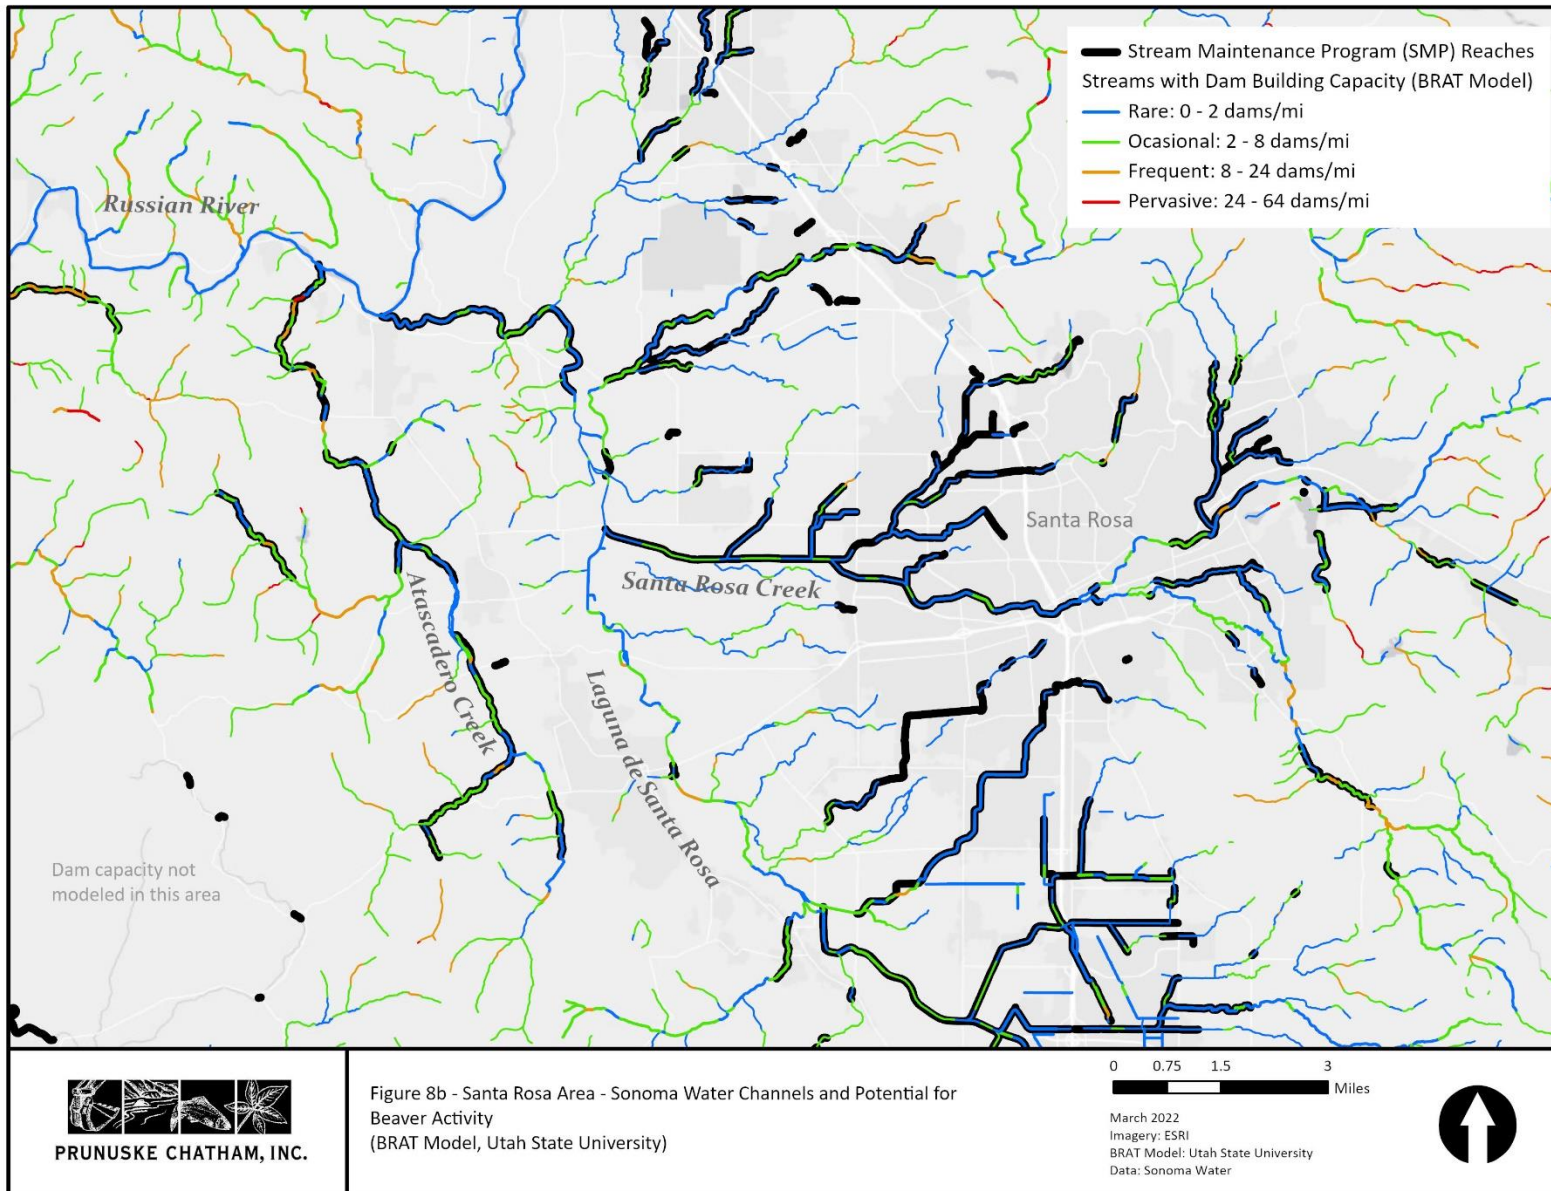 Stream Maintenance Program (SMP) Reaches
Streams with Dam Building Capacity (BRAT Model)
Rare: 0 - 2 dams/mi
Ocasional: 2 - 8 dams/mi
Frequent: 8 - 24 dams/mi
Pervasive: 24 - 64 dams/mi
Russian River
Santa Rosa
Santa Rosa Creek
Atascadero Creek
Laguna de Santa Rosa
Dam capacity not
modeled in this area
PRUNUSKE CHATHAM, INC.
Figure 8b - Santa Rosa Area - Sonoma Water Channels and Potential for
Beaver Activity
(BRAT Model, Utah State University)
0 0.75 1.5 3
Miles
March 2022
Imagery: ESRI
BRAT Model: Utah State University
Data: Sonoma Water